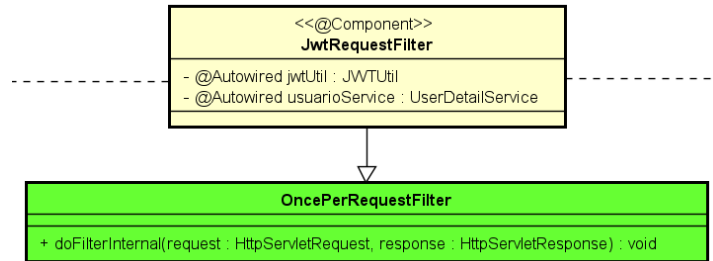 <<@Component>>
JwtRequestFilter
- @Autowired jwtUtil : JWTUtil
- @Autowired usuarioService : UserDetailService
OncePerRequestFilter
+ doFilterInternal(request : HttpServletRequest, response : HttpServletResponse) : void